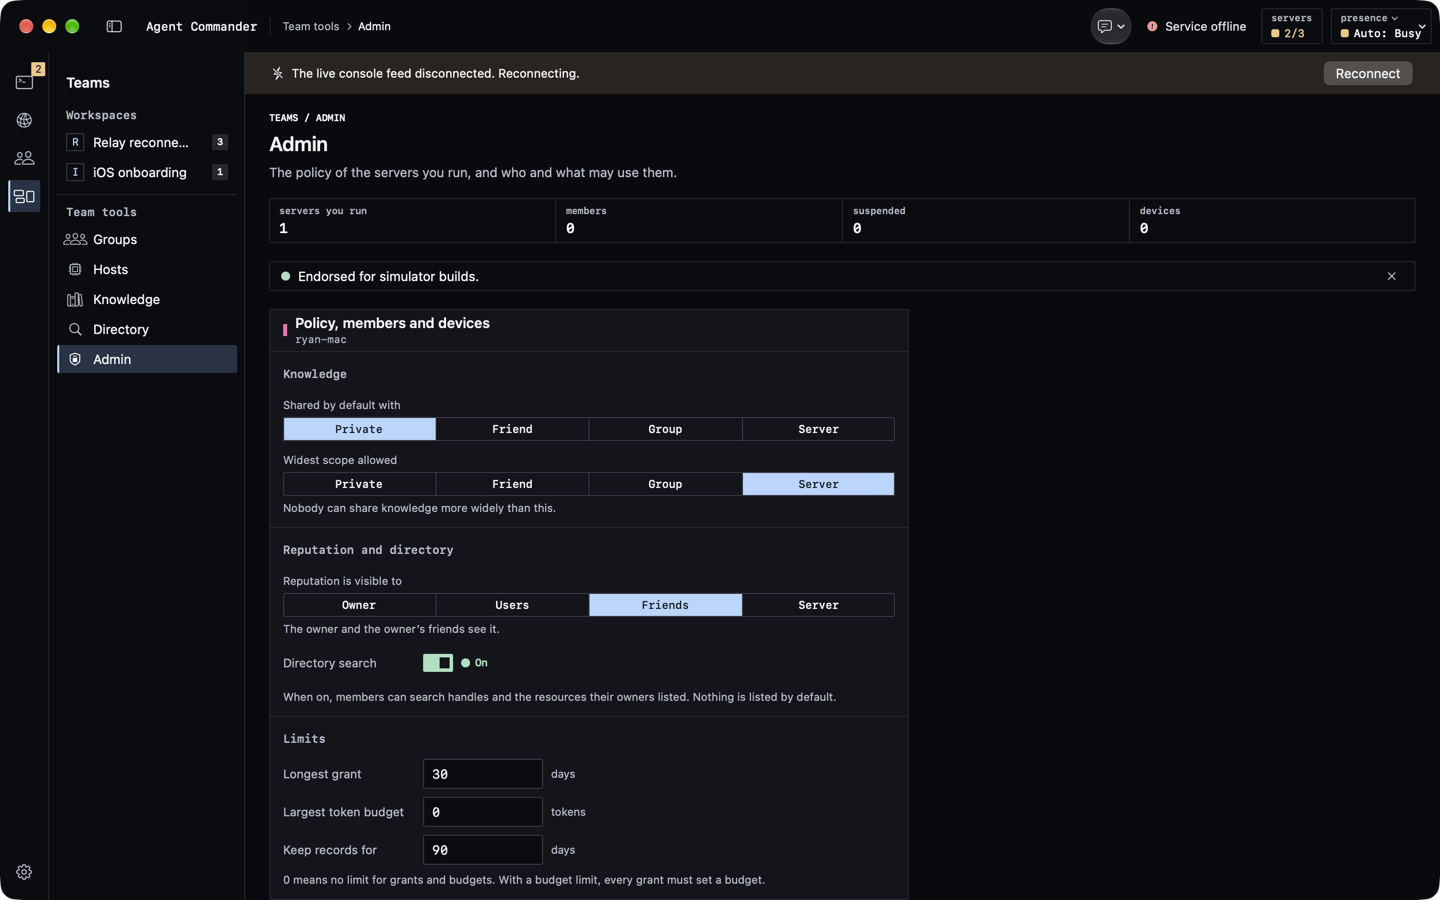 Agent Commander
Team tools > Admin
Service offline
servers
2/3
presence
Auto: Busy
2
Teams
Workspaces
R Relay reconne... 3
I iOS onboarding 1
Team tools
Groups
Hosts
Knowledge
Directory
Admin
The live console feed disconnected. Reconnecting.
Reconnect
TEAMS / ADMIN
Admin
The policy of the servers you run, and who and what may use them.
servers you run
1
members
0
suspended
0
devices
0
Endorsed for simulator builds.
Policy, members and devices
ryan-mac
Knowledge
Shared by default with
Private Friend Group Server
Widest scope allowed
Private Friend Group Server
Nobody can share knowledge more widely than this.
Reputation and directory
Reputation is visible to
Owner Users Friends Server
The owner and the owner's friends see it.
Directory search On
When on, members can search handles and the resources their owners listed. Nothing is listed by default.
Limits
Longest grant 30 days
Largest token budget 0 tokens
Keep records for 90 days
0 means no limit for grants and budgets. With a budget limit, every grant must set a budget.